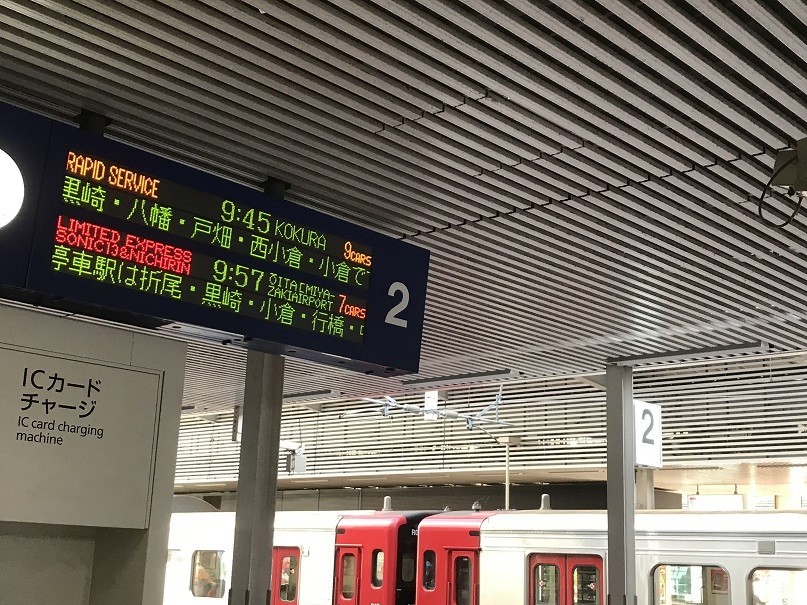 RAPID SERVICE 9:45 KOKURA 9CARS
黒崎・八幡・戸畑・西小倉・小倉で
LIMITED EXPRESS
SONIC13&NICHIRIN 9:57 OITA(MIYA-
ZAKIAIRPORT 7CARS
停車駅は折尾・黒崎・小倉・行橋・
2
ICカード
チャージ
IC card charging
machine
2